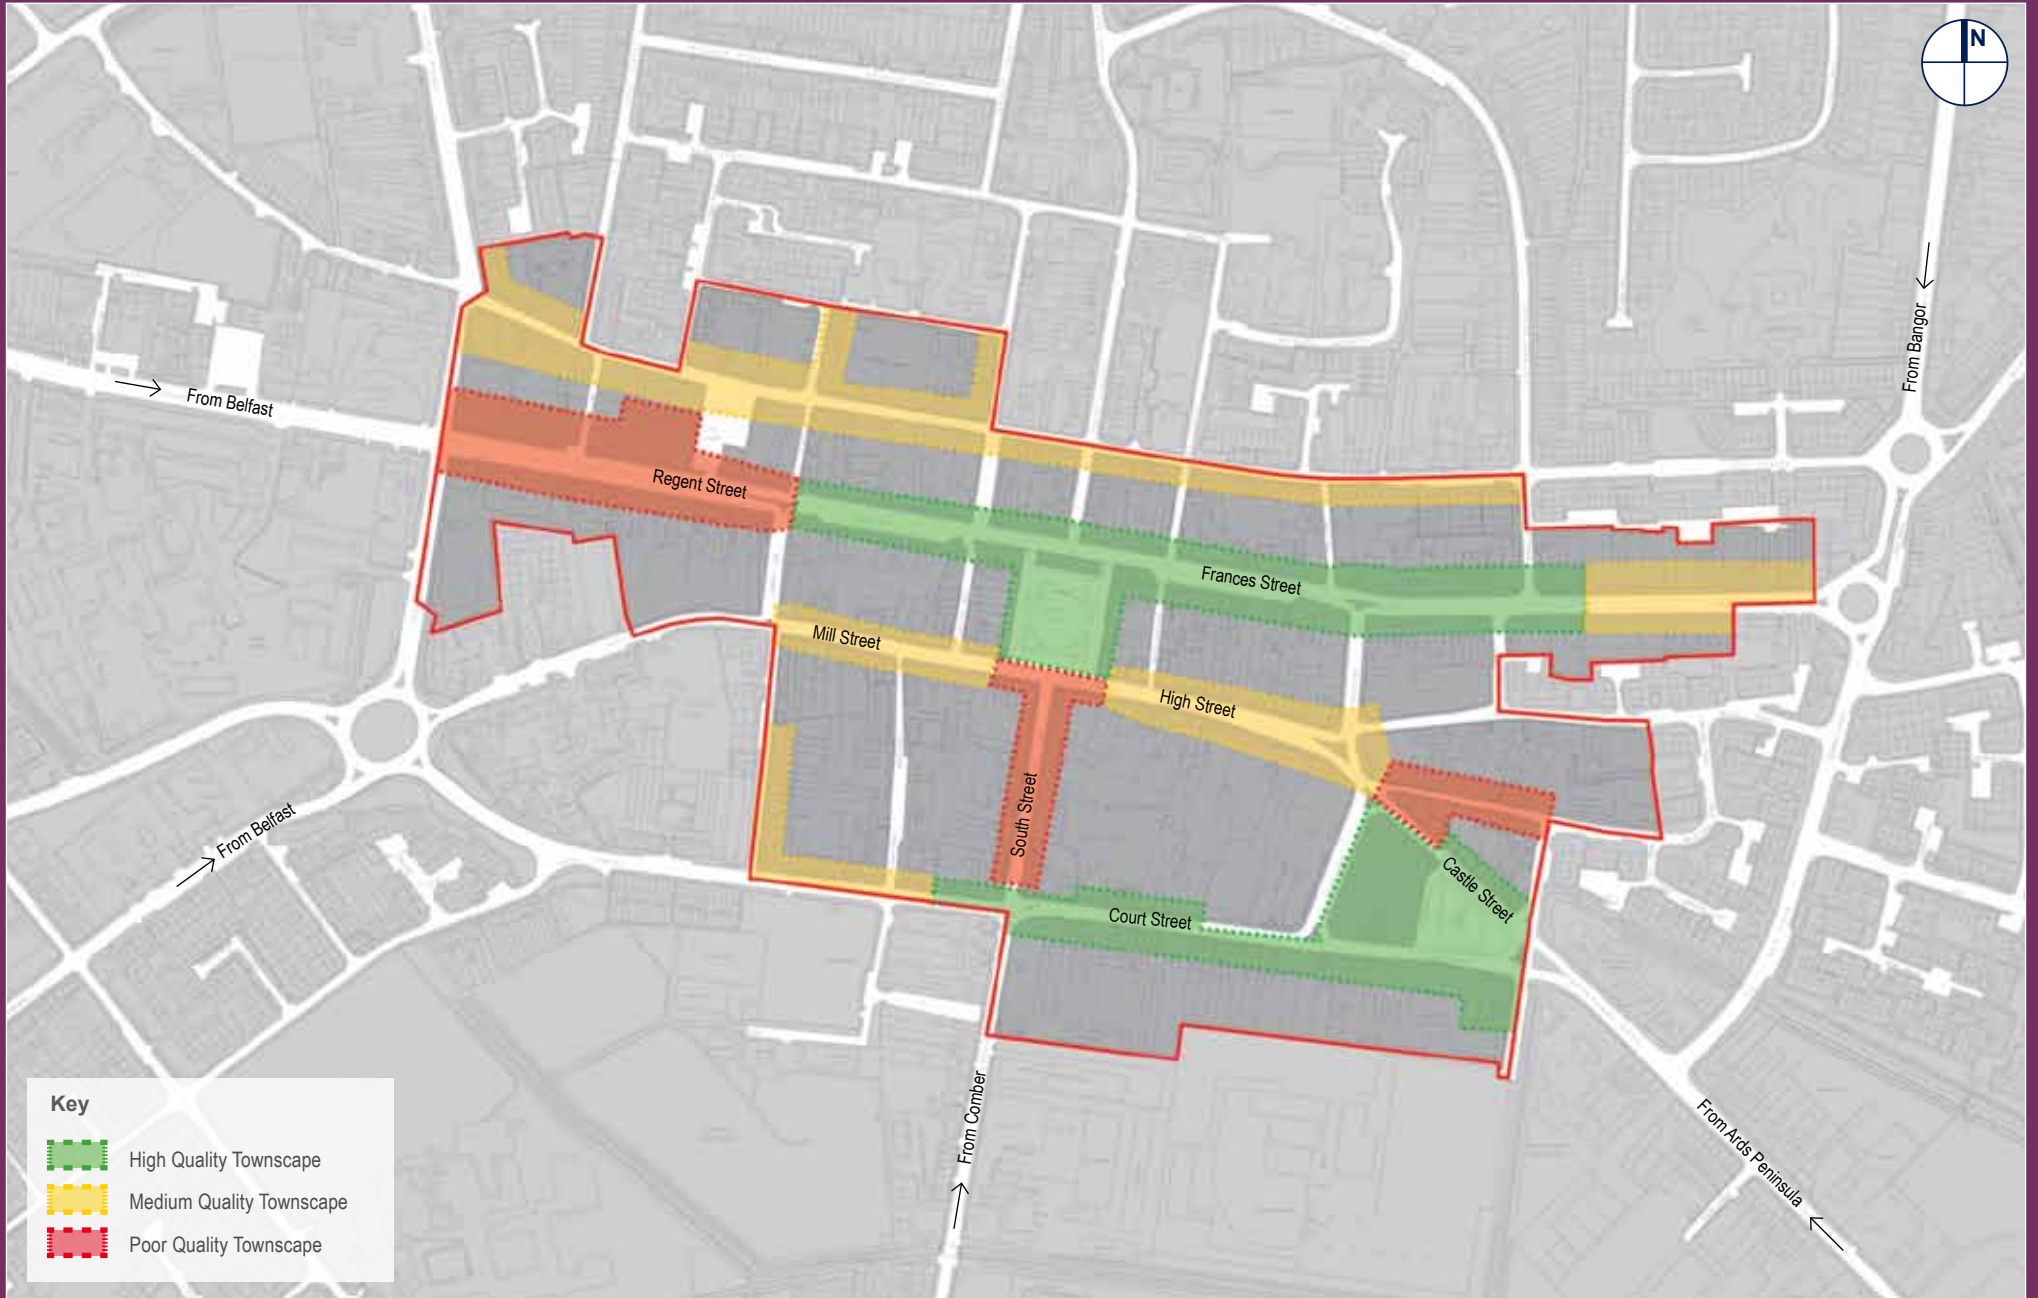 N
From Bangor
From Belfast
Regent Street
Frances Street
Mill Street
High Street
South Street
From Belfast
Castle Street
Court Street
From Comber
From Ards Peninsula
Key
High Quality Townscape
Medium Quality Townscape
Poor Quality Townscape